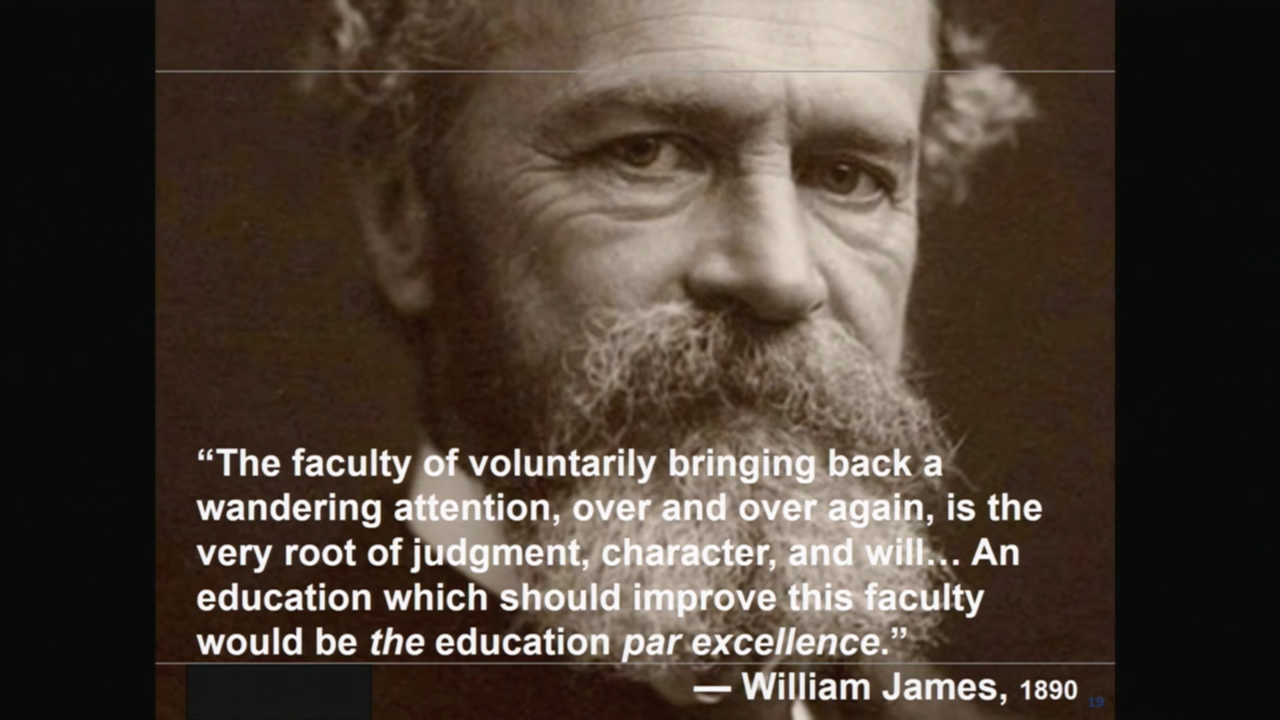 “The faculty of voluntarily bringing back a
wandering attention, over and over again, is the
very root of judgment, character, and will… An
education which should improve this faculty
would be the education par excellence.”
— William James, 1890
19